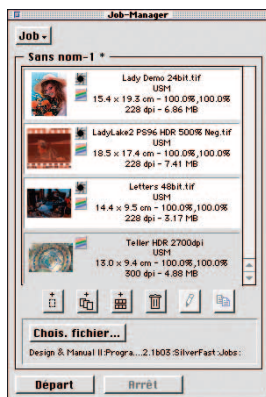 Job-Manager
Job
Sans nom-1 *
Lady Demo 24bit.tif
USM
15.4 x 19.3 cm - 100.0%,100.0%
228 dpi - 6.86 MB
LadyLake2 PS96 HDR 500% Neg.tif
USM
18.5 x 17.4 cm - 100.0%,100.0%
228 dpi - 7.41 MB
Letters 48bit.tif
USM
14.4 x 9.5 cm - 100.0%,100.0%
228 dpi - 3.17 MB
Teller HDR 2700dpi
USM
13.0 x 9.4 cm - 100.0%,100.0%
300 dpi - 4.88 MB
Chois. fichier...
Design & Manual II:Progra...2.1b03:SilverFast:Jobs:
Départ
Arrêt